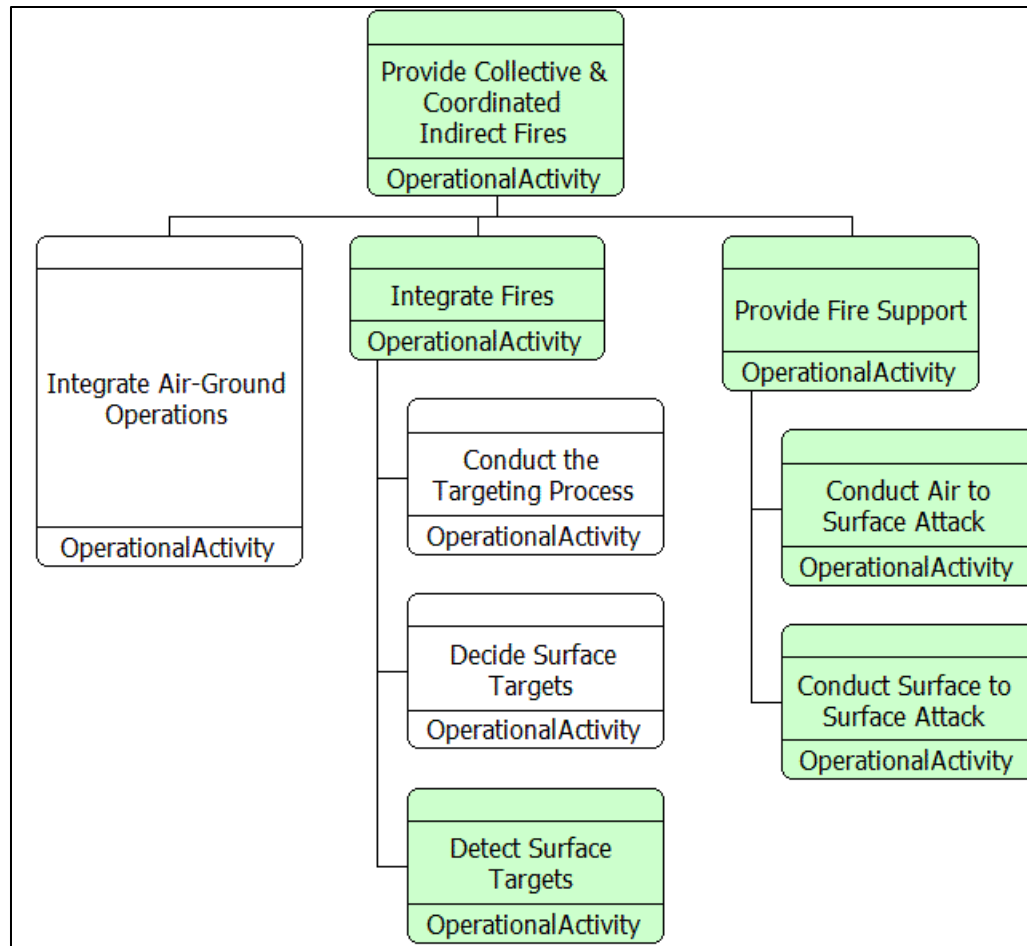 Provide Collective &
Coordinated
Indirect Fires
OperationalActivity
Integrate Air-Ground
Operations
OperationalActivity
Integrate Fires
OperationalActivity
Conduct the
Targeting Process
OperationalActivity
Decide Surface
Targets
OperationalActivity
Detect Surface
Targets
OperationalActivity
Provide Fire Support
OperationalActivity
Conduct Air to
Surface Attack
OperationalActivity
Conduct Surface to
Surface Attack
OperationalActivity